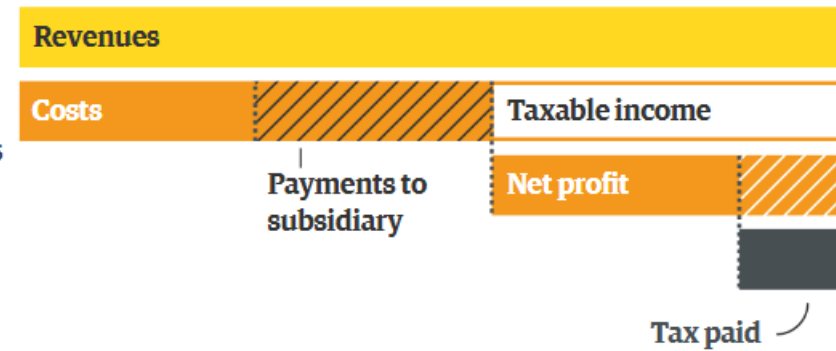 Revenues
Costs
Taxable income
Payments to
subsidiary
Net profit
Tax paid